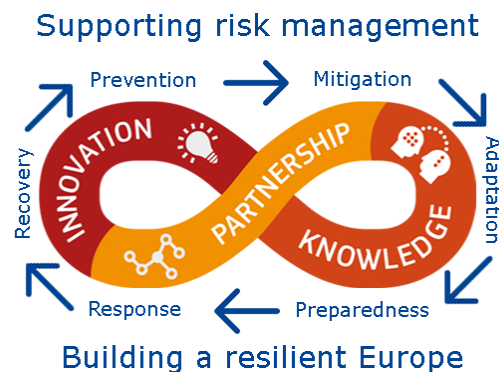 Supporting risk management
Prevention
Mitigation
Adaptation
Preparedness
Response
Recovery
INNOVATION
PARTNERSHIP
KNOWLEDGE
Building a resilient Europe